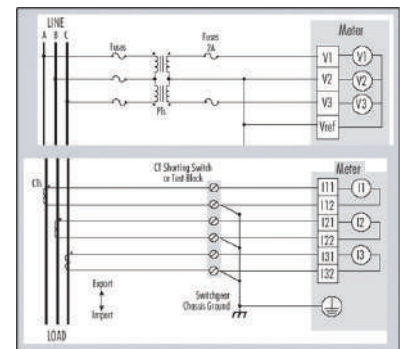 LINE
A B C
Fuses
Fuses
2A
PTs
Meter
V1 V1
V2 V2
V3 V3
Vref
CT Shorting Switch
or Test Block
CTs
Meter
I11 I1
I12
I21 I2
I22
I31 I3
I32
Export
Import
Switchgear
Chassis Ground
LOAD